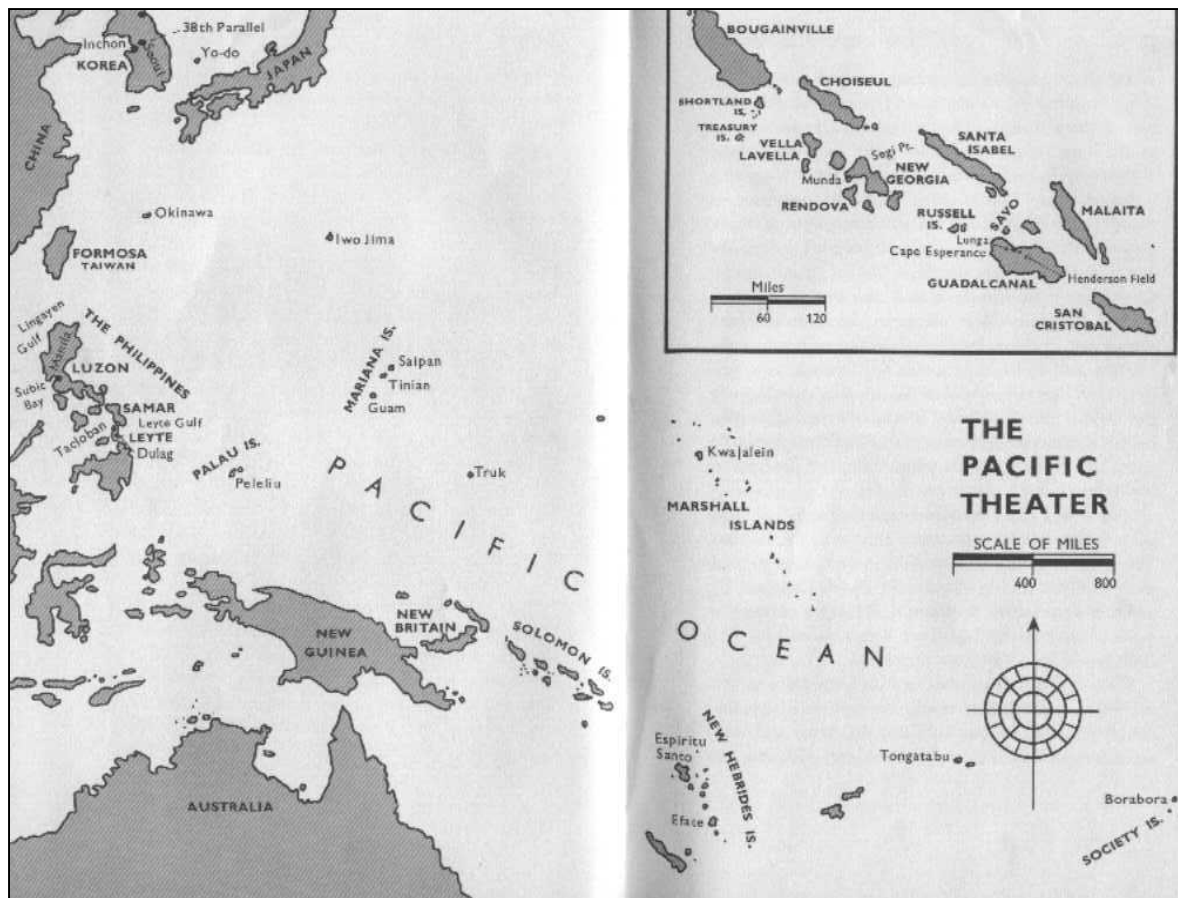 38th Parallel
Inchon
Seoul
KOREA
Yo-do
JAPAN
CHINA
Okinawa
Iwo Jima
FORMOSA
TAIWAN
Lingayen
Gulf
THE PHILIPPINES
Manila
LUZON
Subic
Bay
SAMAR
Leyte Gulf
Tacloban
LEYTE
Dulag
MARIANA IS.
Saipan
Tinian
Guam
PALAU IS.
Peleliu
Truk
PACIFIC
NEW
BRITAIN
NEW
GUINEA
SOLOMON IS.
AUSTRALIA
BOUGAINVILLE
CHOISEUL
SHORTLAND
IS.
TREASURY
IS.
VELLA
LAVELLA
Segi Pt.
SANTA
ISABEL
Munda
NEW
GEORGIA
RENDOVA
RUSSELL
IS.
SAVO
MALAITA
Lunga
Cape Esperance
GUADALCANAL
Henderson Field
SAN
CRISTOBAL
Miles
60 120
THE
PACIFIC
THEATER
SCALE OF MILES
400 800
Kwajalein
MARSHALL
ISLANDS
OCEAN
Espiritu
Santo
NEW HEBRIDES IS.
Eface
Tongatabu
Borabora
SOCIETY IS.